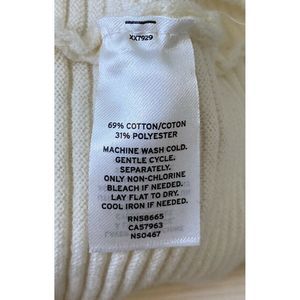 XX7929
69% COTTON/COTON
31% POLYESTER
MACHINE WASH COLD.
GENTLE CYCLE.
SEPARATELY.
ONLY NON-CHLORINE
BLEACH IF NEEDED.
LAY FLAT TO DRY.
COOL IRON IF NEEDED.
RN58665
CA57963
NS0467